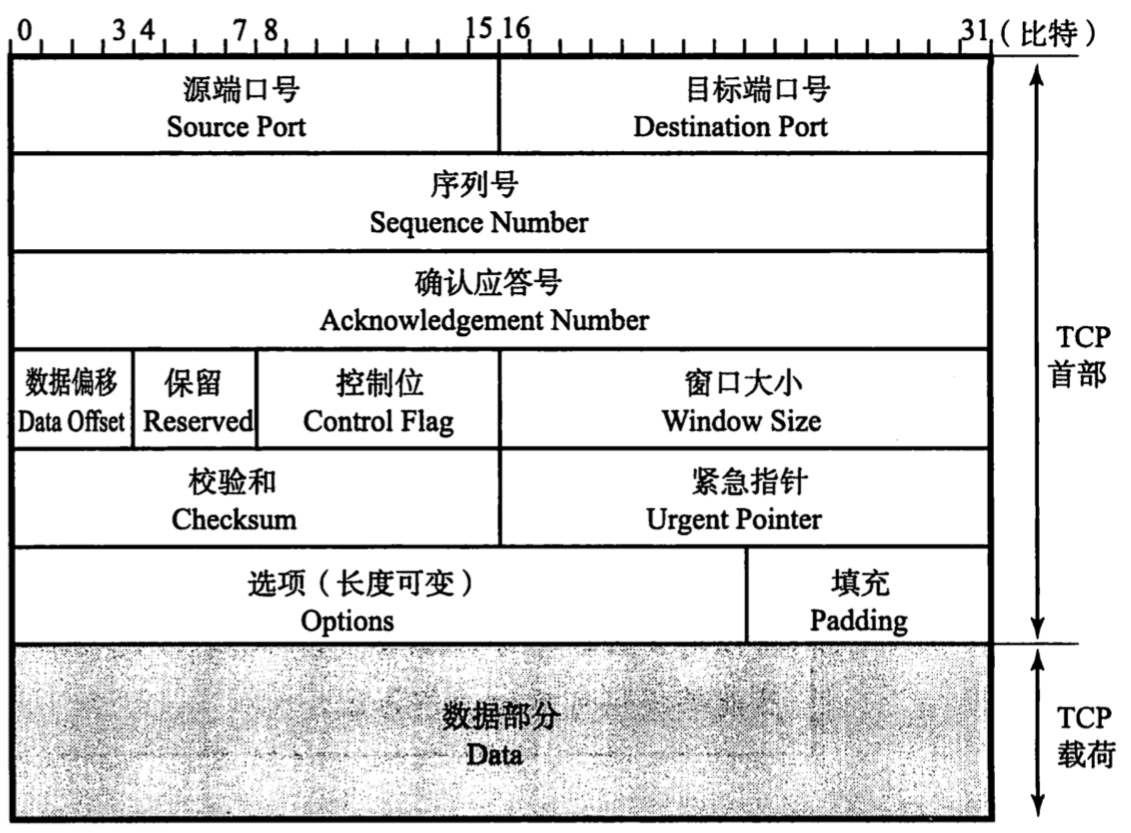 0 3 4 7 8 15 16 31 (比特)
源端口号
Source Port
目标端口号
Destination Port
序列号
Sequence Number
确认应答号
Acknowledgement Number
数据偏移
Data Offset
保留
Reserved
控制位
Control Flag
窗口大小
Window Size
校验和
Checksum
紧急指针
Urgent Pointer
选项(长度可变)
Options
填充
Padding
TCP
首部
数据部分
Data
TCP
载荷